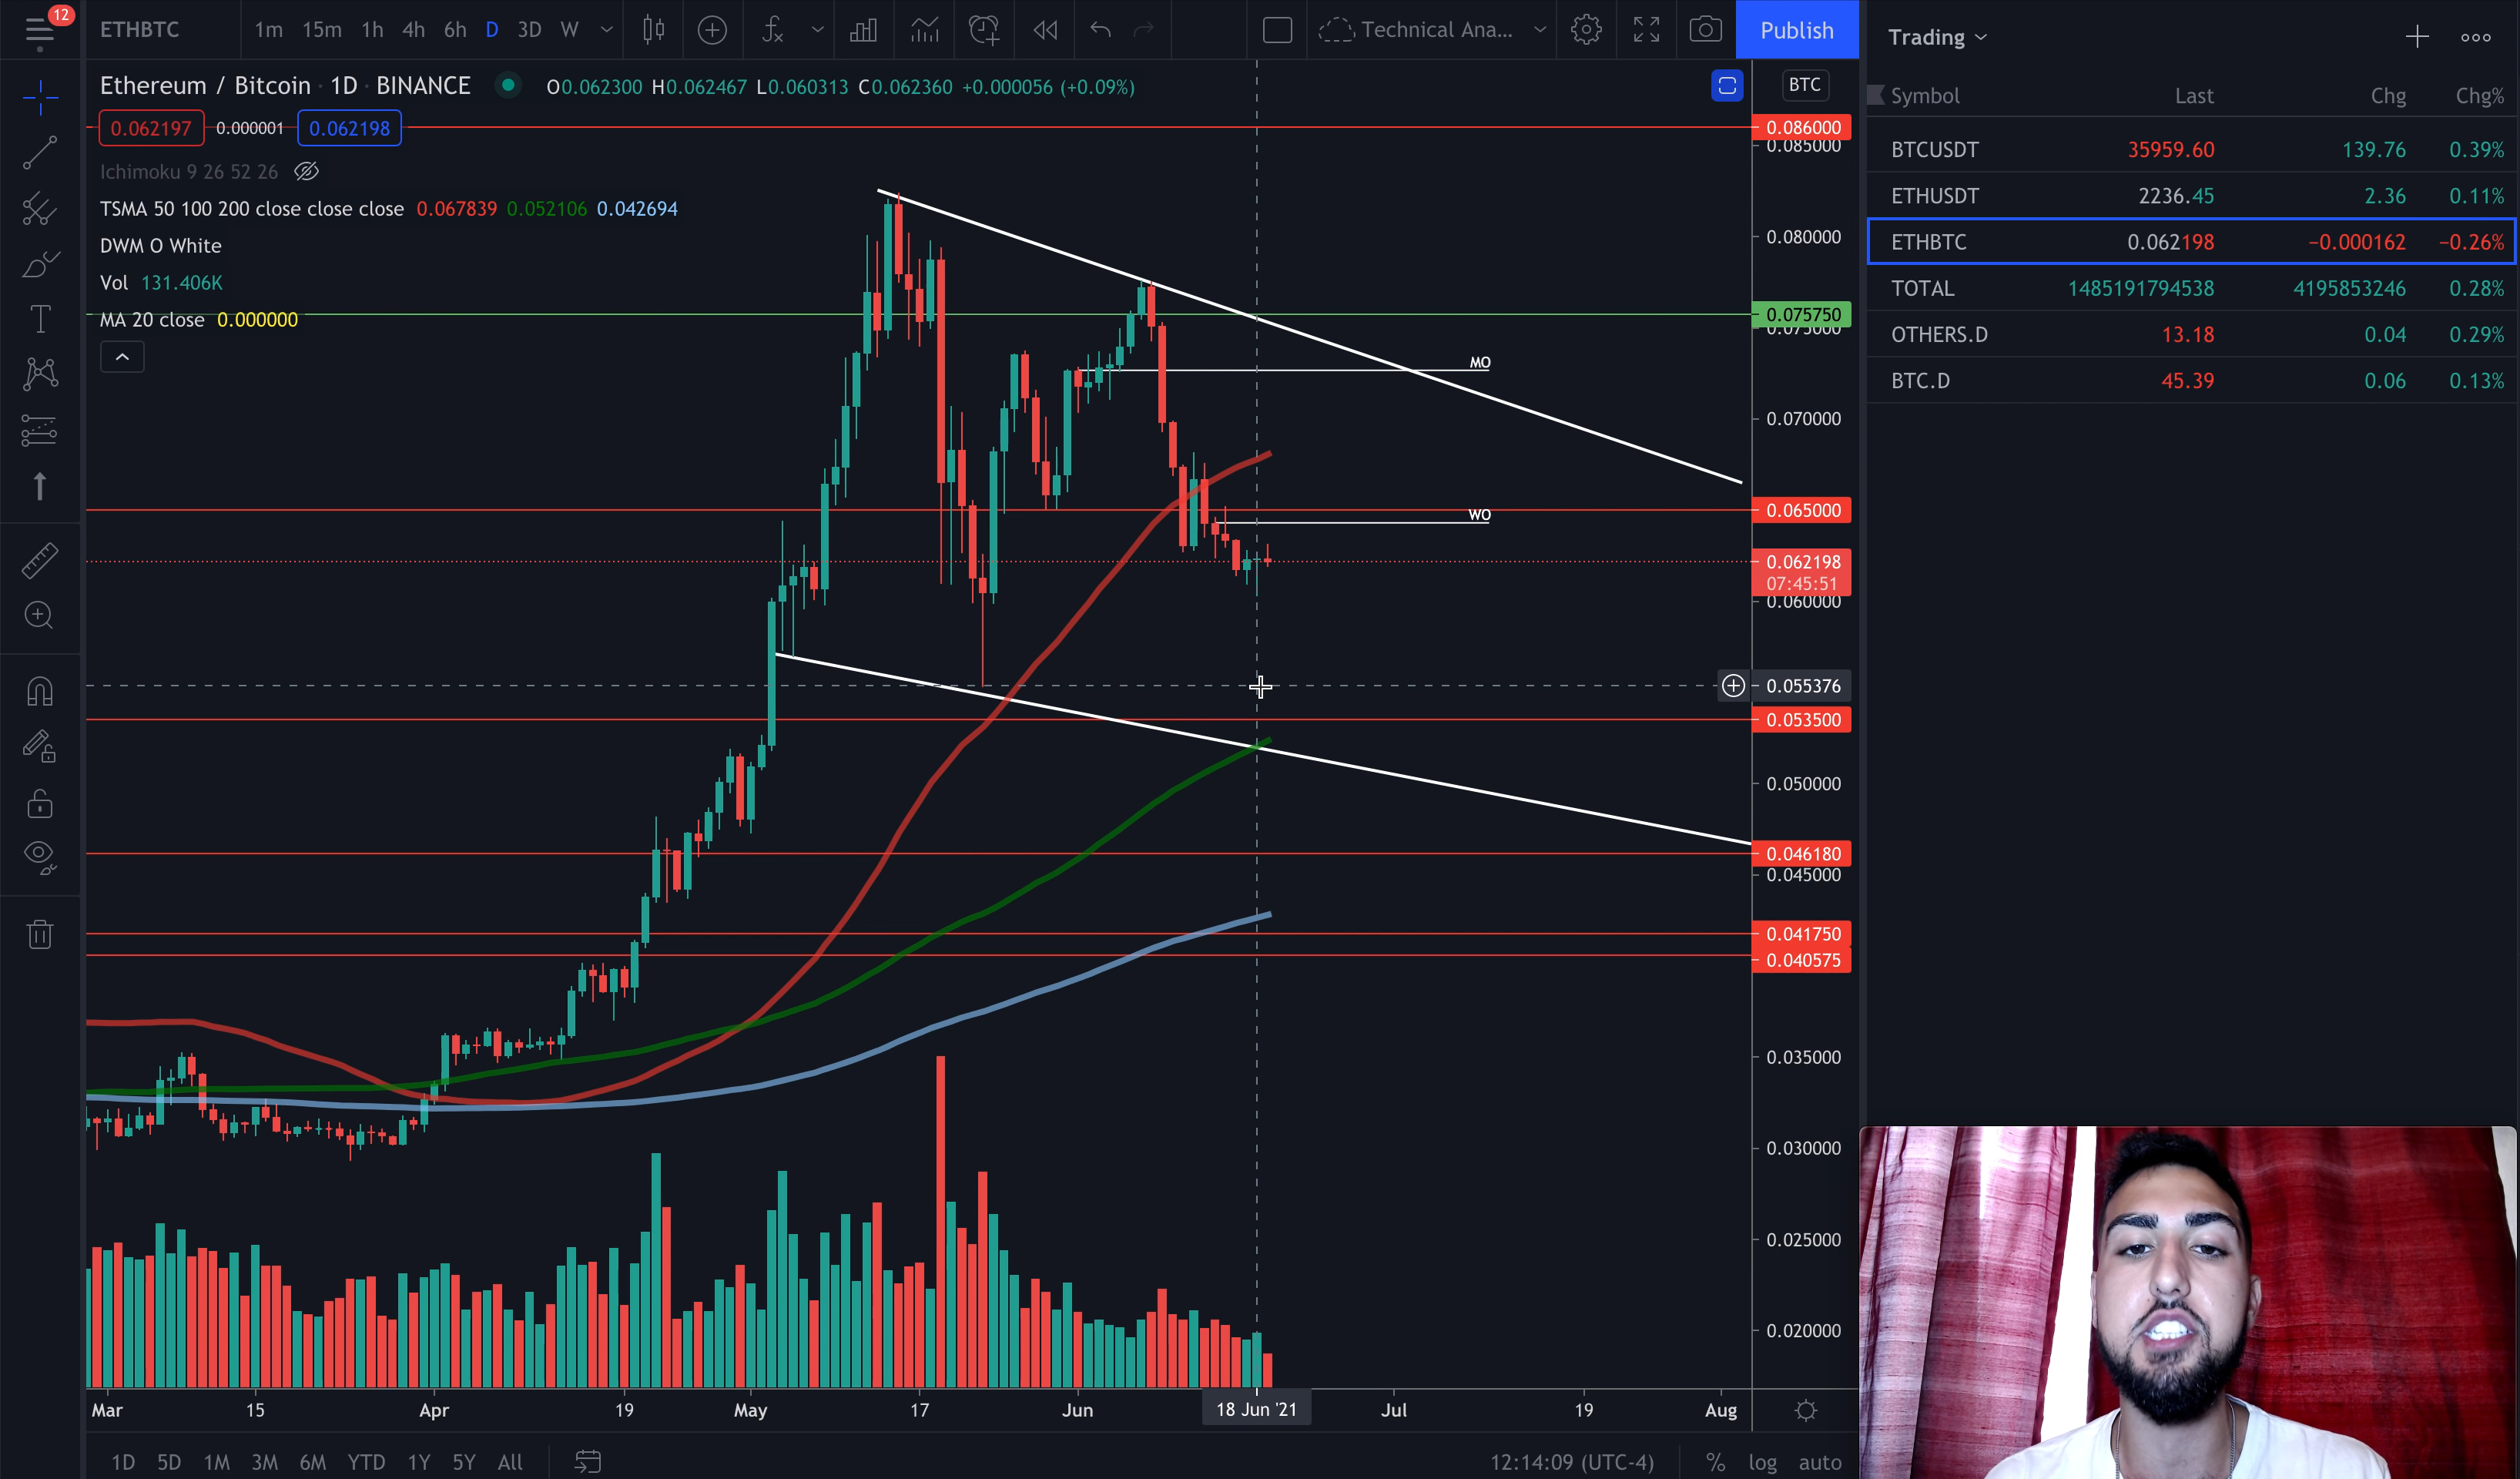 12
ETHBTC 1m 15m 1h 4h 6h D 3D W Technical Ana... Publish
Ethereum / Bitcoin · 1D · BINANCE O0.062300 H0.062467 L0.060313 C0.062360 +0.000056 (+0.09%) BTC
0.062197 0.000001 0.062198
Ichimoku 9 26 52 26
TSMA 50 100 200 close close close 0.067839 0.052106 0.042694
DWM O White
Vol 131.406K
MA 20 close 0.000000
MO
WO
0.086000
0.085000
0.080000
0.075750
0.075000
0.070000
0.065000
0.062198
07:45:51
0.060000
0.055376
0.053500
0.050000
0.046180
0.045000
0.041750
0.040575
0.035000
0.030000
0.025000
0.020000
Mar 15 Apr 19 May 17 Jun 18 Jun '21 Jul 19 Aug
1D 5D 1M 3M 6M YTD 1Y 5Y All 12:14:09 (UTC-4) % log auto
Trading
Symbol Last Chg Chg%
BTCUSDT 35959.60 139.76 0.39%
ETHUSDT 2236.45 2.36 0.11%
ETHBTC 0.062198 −0.000162 −0.26%
TOTAL 1485191794538 4195853246 0.28%
OTHERS.D 13.18 0.04 0.29%
BTC.D 45.39 0.06 0.13%